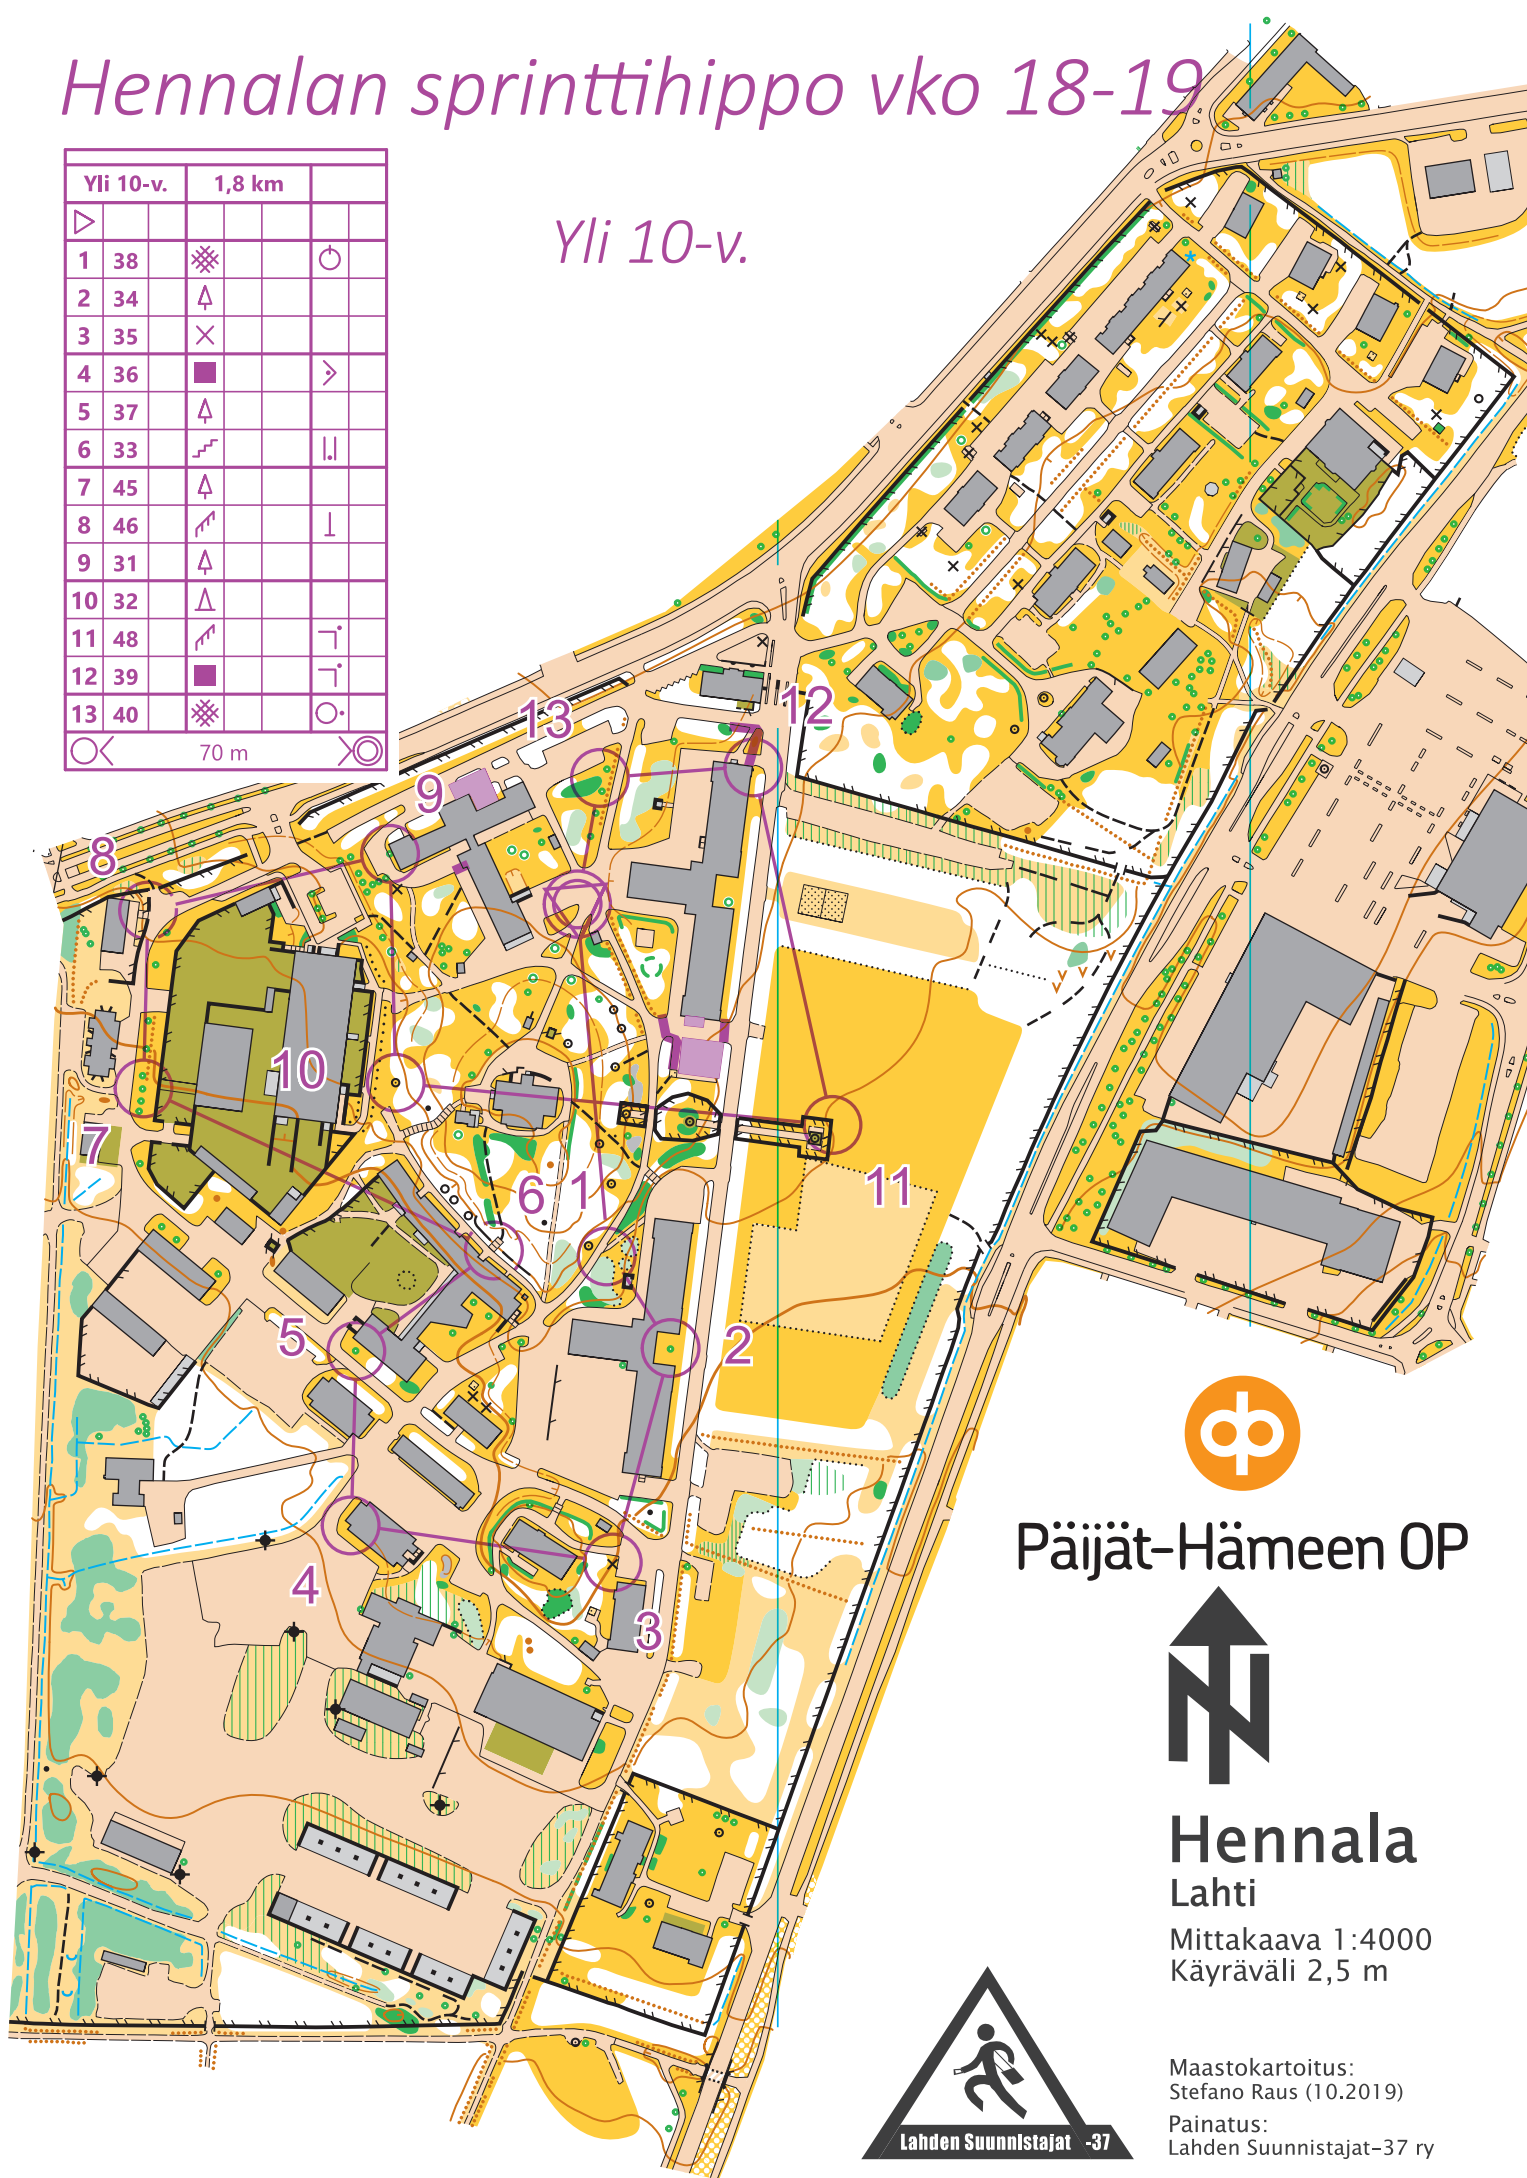 Hennalan sprinttihippo vko 18-19
Yli 10-v.
Yli 10-v. 1,8 km
1 38
2 34
3 35
4 36
5 37
6 33
7 45
8 46
9 31
10 32
11 48
12 39
13 40
70 m
12
13
9
8
10
7
6
1
11
5
2
4
3
Päijät-Hämeen OP
N
Hennala
Lahti
Mittakaava 1:4000
Käyräväli 2,5 m
Maastokartoitus:
Stefano Raus (10.2019)
Painatus:
Lahden Suunnistajat-37 ry
Lahden Suunnistajat -37